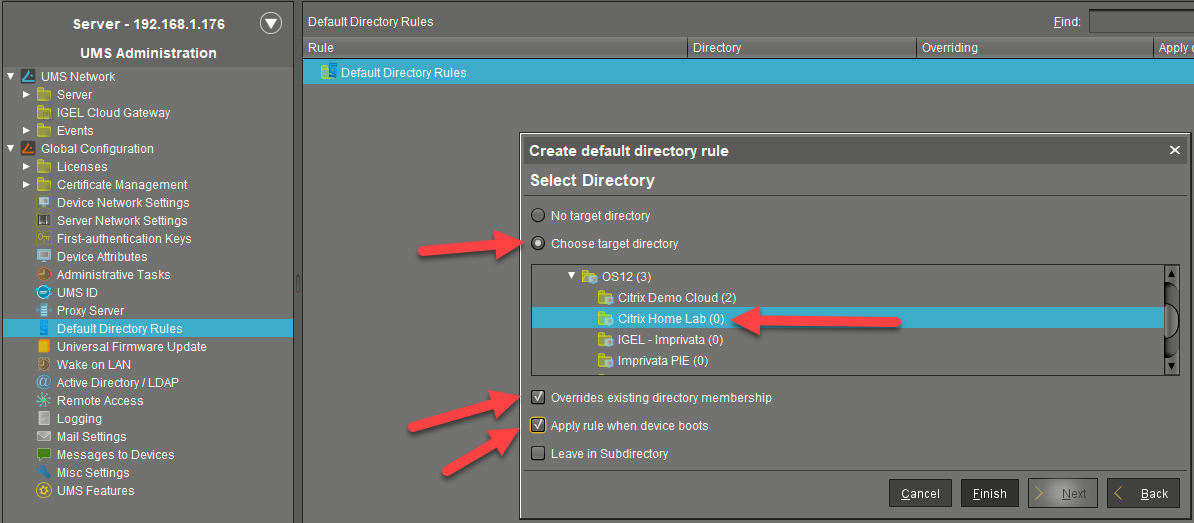 Server - 192.168.1.176
UMS Administration
UMS Network
Server
IGEL Cloud Gateway
Events
Global Configuration
Licenses
Certificate Management
Device Network Settings
Server Network Settings
First-authentication Keys
Device Attributes
Administrative Tasks
UMS ID
Proxy Server
Default Directory Rules
Universal Firmware Update
Wake on LAN
Active Directory / LDAP
Remote Access
Logging
Mail Settings
Messages to Devices
Misc Settings
UMS Features
Default Directory Rules Find:
Rule Directory Overriding Apply
Default Directory Rules
Create default directory rule
Select Directory
No target directory
Choose target directory
OS12 (3)
Citrix Demo Cloud (2)
Citrix Home Lab (0)
IGEL - Imprivata (0)
Imprivata PIE (0)
Overrides existing directory membership
Apply rule when device boots
Leave in Subdirectory
Cancel Finish Next Back